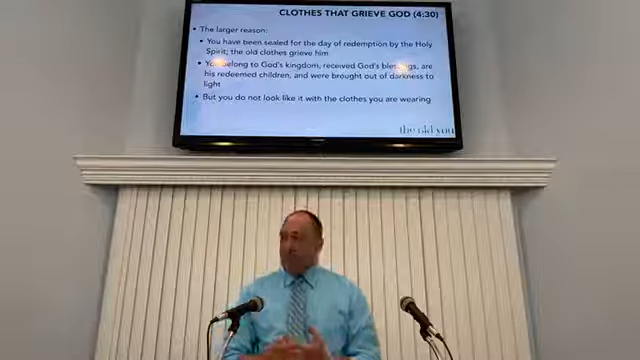 CLOTHES THAT GRIEVE GOD (4:30)
• The larger reason:
• You have been sealed for the day of redemption by the Holy
Spirit; the old clothes grieve him
• You belong to God's kingdom, received God's blessings, are
his redeemed children, and were brought out of darkness to
light
• But you do not look like it with the clothes you are wearing
the old you